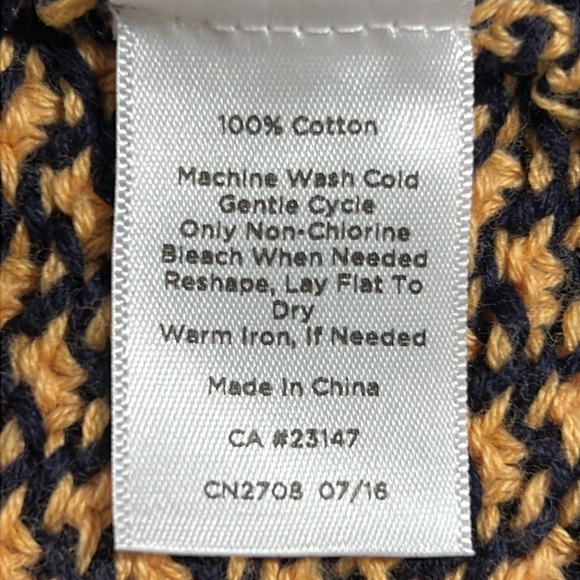 100% Cotton
Machine Wash Cold
Gentle Cycle
Only Non-Chlorine
Bleach When Needed
Reshape, Lay Flat To
Dry
Warm Iron, If Needed
Made In China
CA #23147
CN2708 07/16